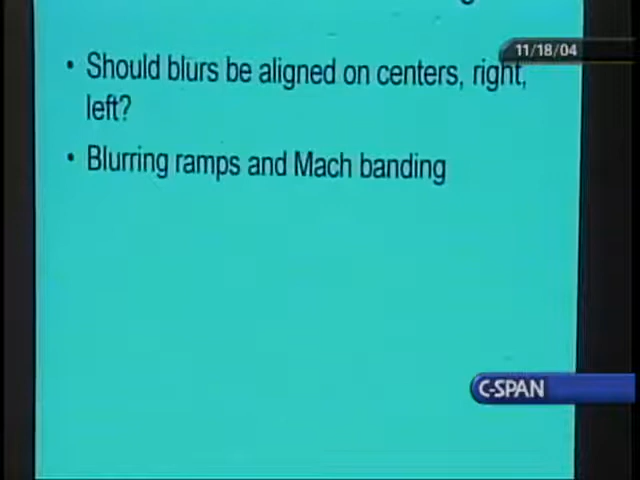 11/18/04
• Should blurs be aligned on centers, right,
left?
• Blurring ramps and Mach banding
C-SPAN